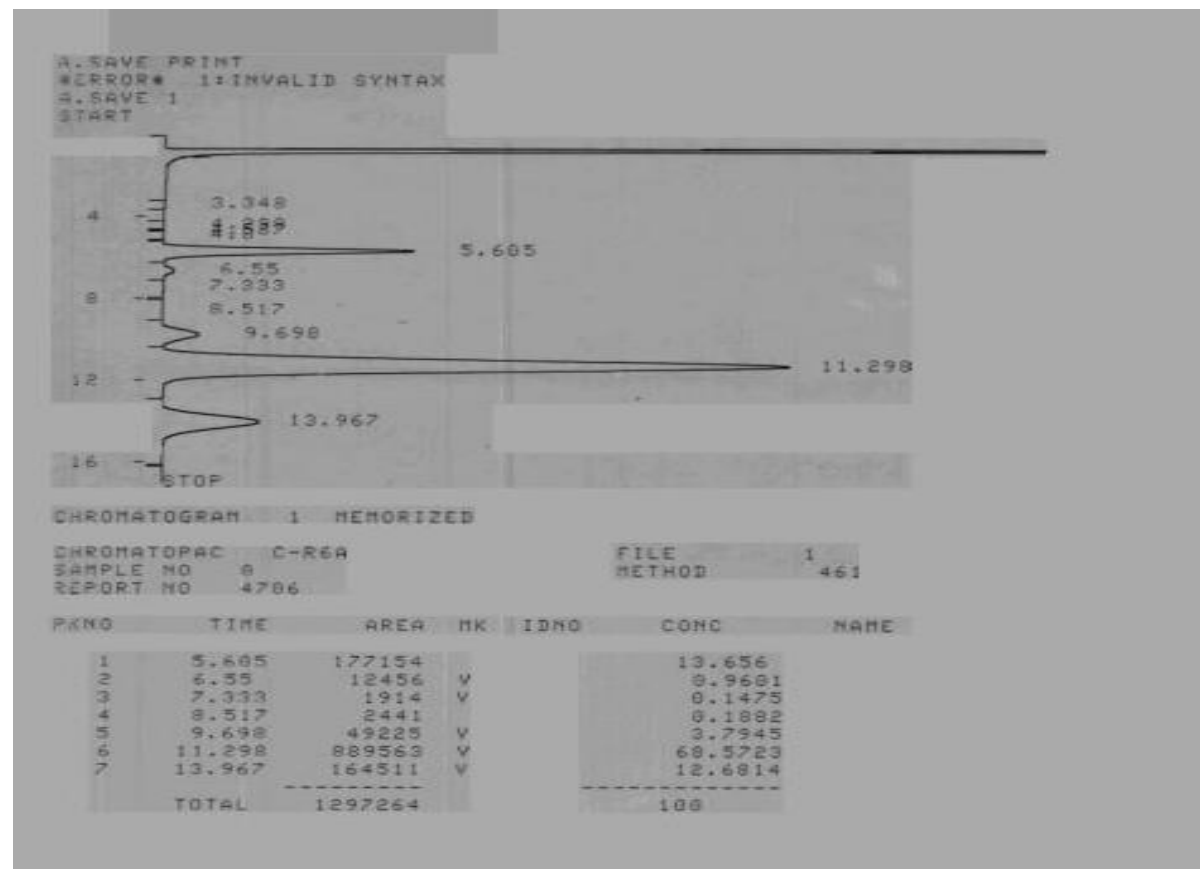 A.SAVE PRINT
*ERROR* 1:INVALID SYNTAX
A.SAVE 1
START
3.348
4
5.605
6.55
7.333
8
8.517
9.698
11.298
12
13.967
16
STOP
CHROMATOGRAM 1 MEMORIZED
CHROMATOPAC C-R6A FILE 1
SAMPLE NO 0 METHOD 461
REPORT NO 4706
PKNO TIME AREA MK IDNO CONC NAME
1 5.605 177154 13.656
2 6.55 12456 V 0.9601
3 7.333 1914 V 0.1475
4 8.517 2441 0.1882
5 9.698 49225 V 3.7945
6 11.298 889563 V 68.5723
7 13.967 164511 V 12.6814
TOTAL 1297264 100